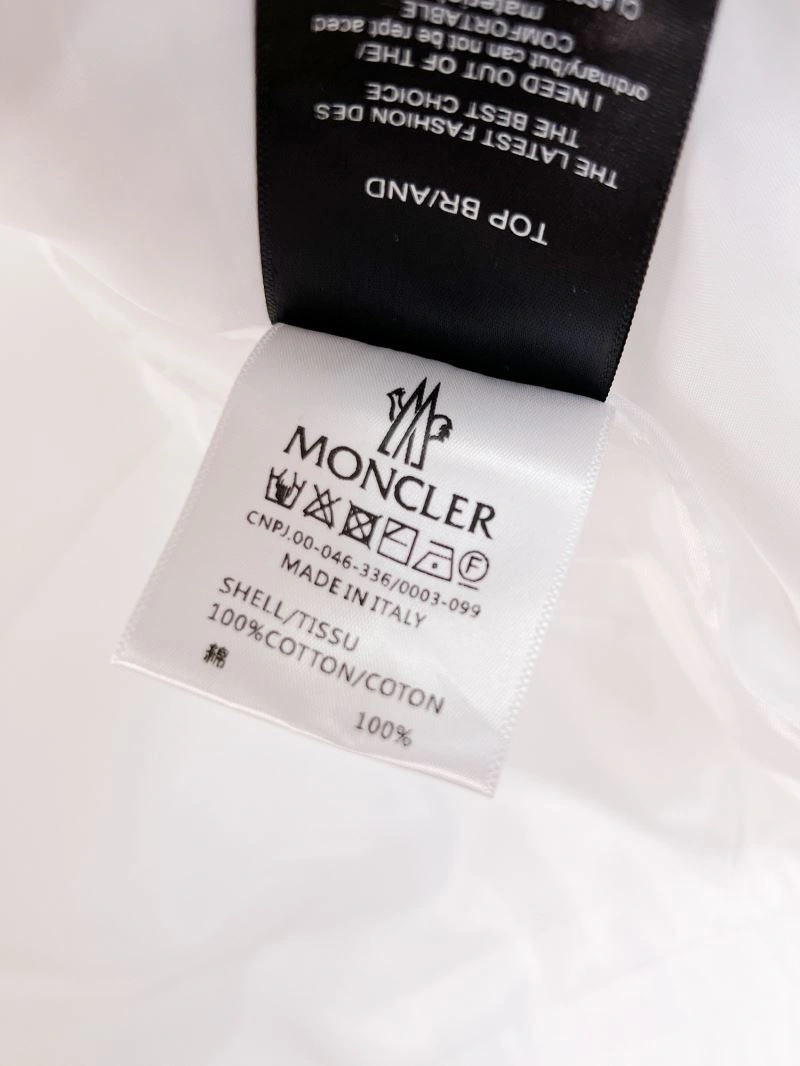 TOP BR/AND
THE LATEST FASHION DES
THE BEST CHOICE
I NEED OUT OF THE/
ordinary/but can not be rept aced
COMFORTABLE
MONCLER
F
CNPJ.00-046-336/0003-099
MADE IN ITALY
SHELL/TISSU
100%COTTON/COTON
棉
100%